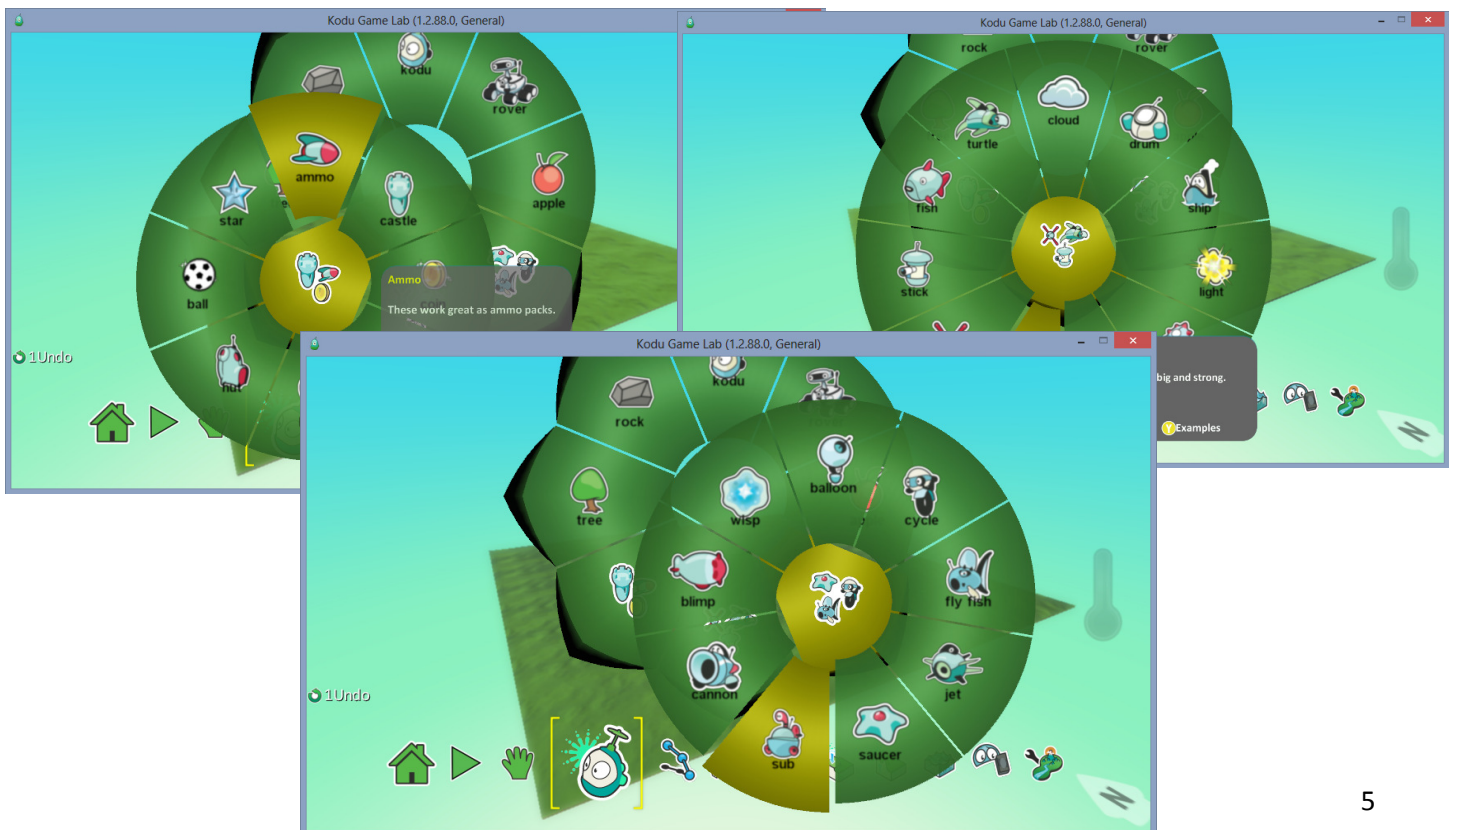 Kodu Game Lab (1.2.88.0, General)
kodu
rover
ammo
apple
star
castle
ball
coin
Ammo
These work great as ammo packs.
hut
1Undo
Kodu Game Lab (1.2.88.0, General)
rock
rover
cloud
turtle
drum
fish
ship
stick
light
big and strong.
Y Examples
N
Kodu Game Lab (1.2.88.0, General)
kodu
rock
balloon
wisp
cycle
tree
blimp
fly fish
cannon
jet
saucer
sub
1Undo
N
5